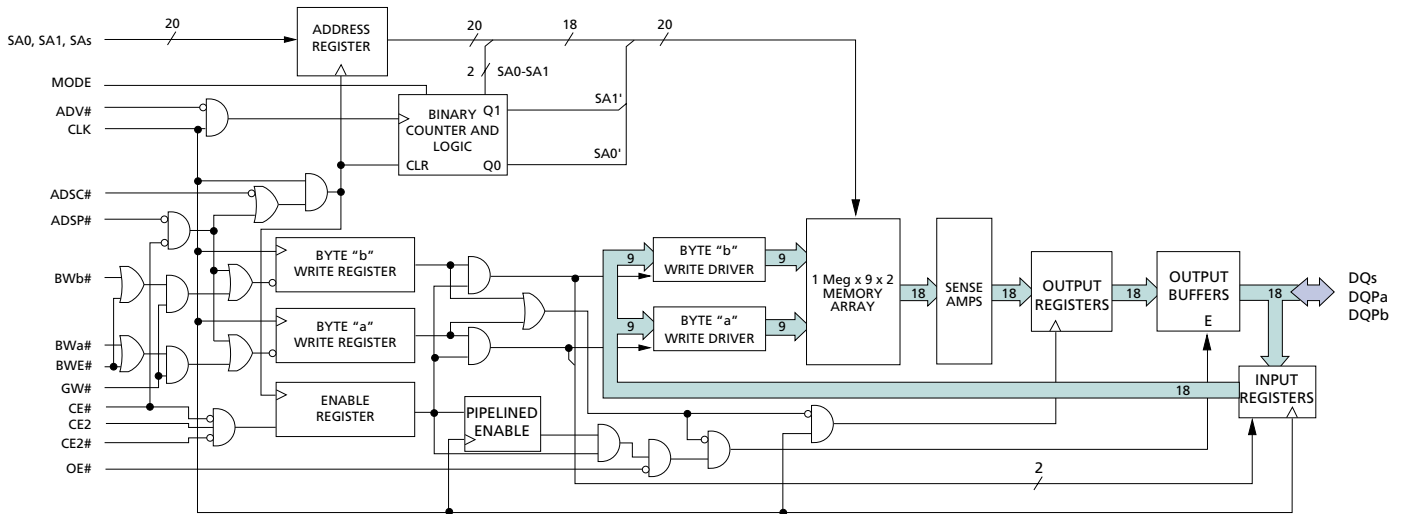 20
SA0, SA1, SAs
ADDRESS
REGISTER
20
18
20
2
SA0-SA1
MODE
ADV#
CLK
BINARY
COUNTER AND
LOGIC
Q1
CLR
Q0
SA1'
SA0'
ADSC#
ADSP#
BWb#
BYTE “b”
WRITE REGISTER
9
BYTE “b”
WRITE DRIVER
9
BWa#
BWE#
GW#
BYTE “a”
WRITE REGISTER
9
BYTE “a”
WRITE DRIVER
9
1 Meg x 9 x 2
MEMORY
ARRAY
18
SENSE
AMPS
18
OUTPUT
REGISTERS
18
OUTPUT
BUFFERS
E
18
DQs
DQPa
DQPb
18
INPUT
REGISTERS
CE#
CE2
CE2#
ENABLE
REGISTER
PIPELINED
ENABLE
OE#
2